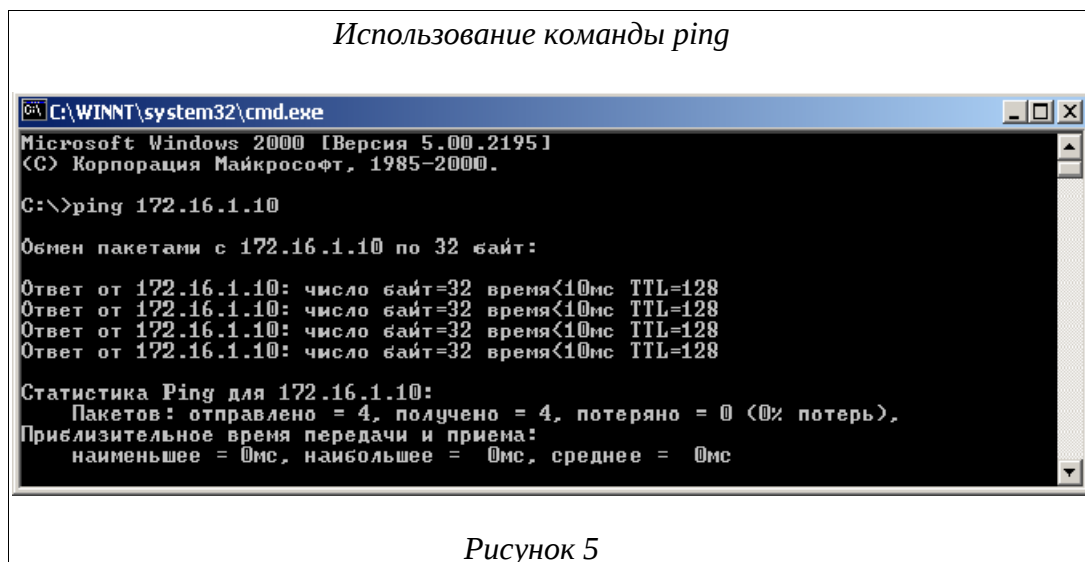 Использование команды ping
C:\WINNT\system32\cmd.exe
Microsoft Windows 2000 [Версия 5.00.2195]
(C) Корпорация Майкрософт, 1985-2000.
C:\>ping 172.16.1.10
Обмен пакетами с 172.16.1.10 по 32 байт:
Ответ от 172.16.1.10: число байт=32 время<10мс TTL=128
Ответ от 172.16.1.10: число байт=32 время<10мс TTL=128
Ответ от 172.16.1.10: число байт=32 время<10мс TTL=128
Ответ от 172.16.1.10: число байт=32 время<10мс TTL=128
Статистика Ping для 172.16.1.10:
Пакетов: отправлено = 4, получено = 4, потеряно = 0 (0% потерь),
Приблизительное время передачи и приема:
наименьшее = 0мс, наибольшее =  0мс, среднее =  0мс
Рисунок 5